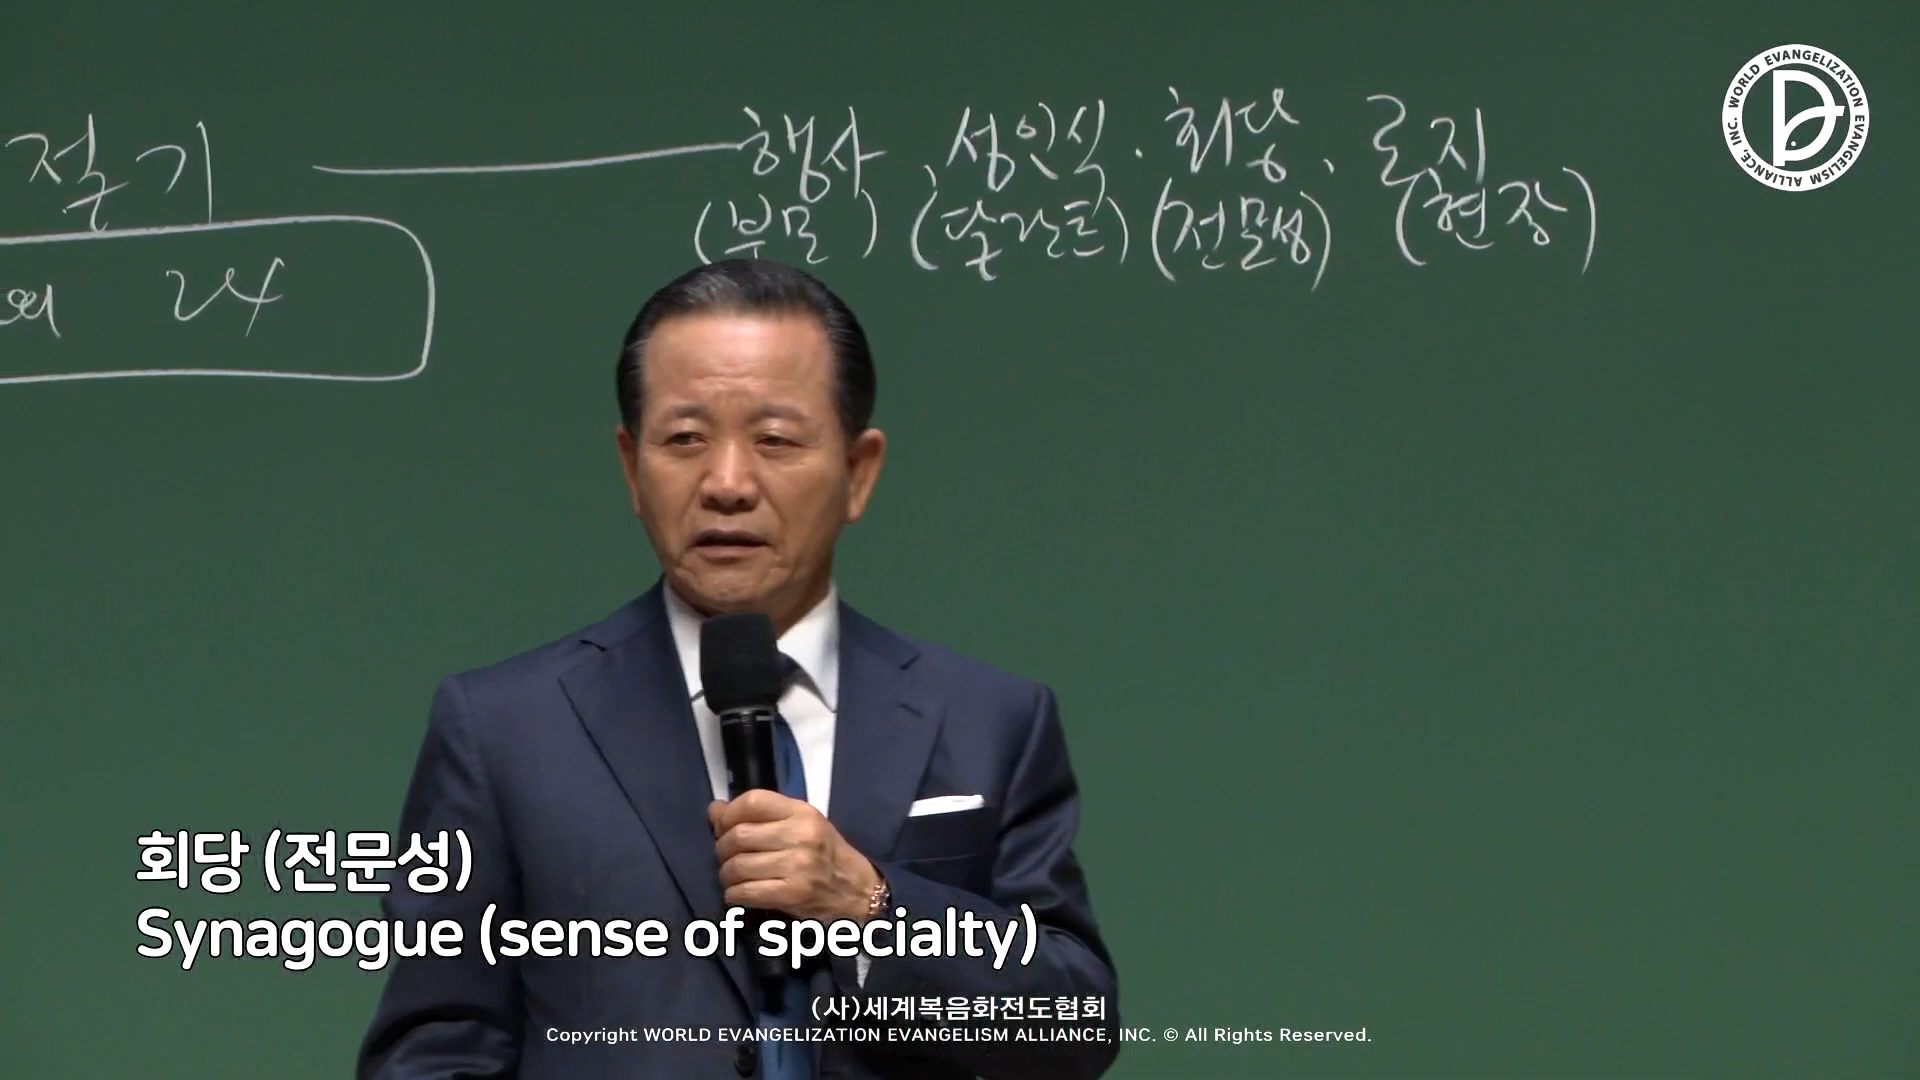 WORLD EVANGELIZATION EVANGELISM ALLIANCE, INC.
절기 행사, 성인식. 회당, 로지
(부모) (달란트) (전문성) (현장)
24
회당 (전문성)
Synagogue (sense of specialty)
(사)세계복음화전도협회
Copyright WORLD EVANGELIZATION EVANGELISM ALLIANCE, INC. © All Rights Reserved.